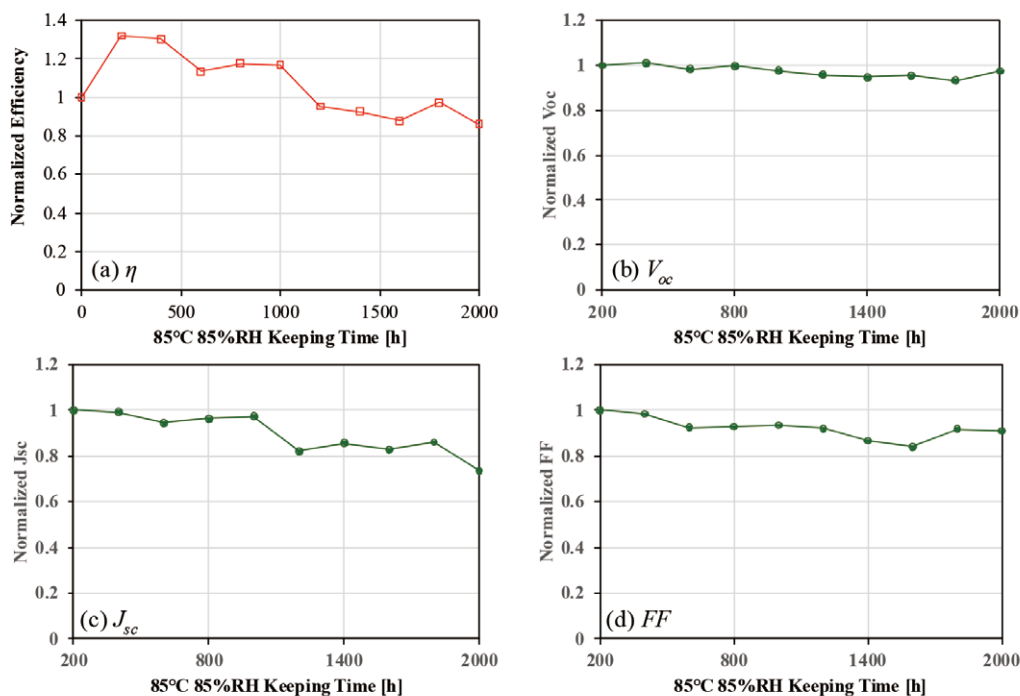 1.4
1.2
1
0.8
0.6
0.4
0.2
0
Normalized Efficiency
(a) η
0 500 1000 1500 2000
85°C 85%RH Keeping Time [h]
1.2
1
0.8
0.6
0.4
0.2
0
Normalized Voc
(b) Voc
200 800 1400 2000
85°C 85%RH Keeping Time [h]
1.2
1
0.8
0.6
0.4
0.2
0
Normalized Jsc
(c) Jsc
200 800 1400 2000
85°C 85%RH Keeping Time [h]
1.2
1
0.8
0.6
0.4
0.2
0
Normalized FF
(d) FF
200 800 1400 2000
85°C 85%RH Keeping Time [h]